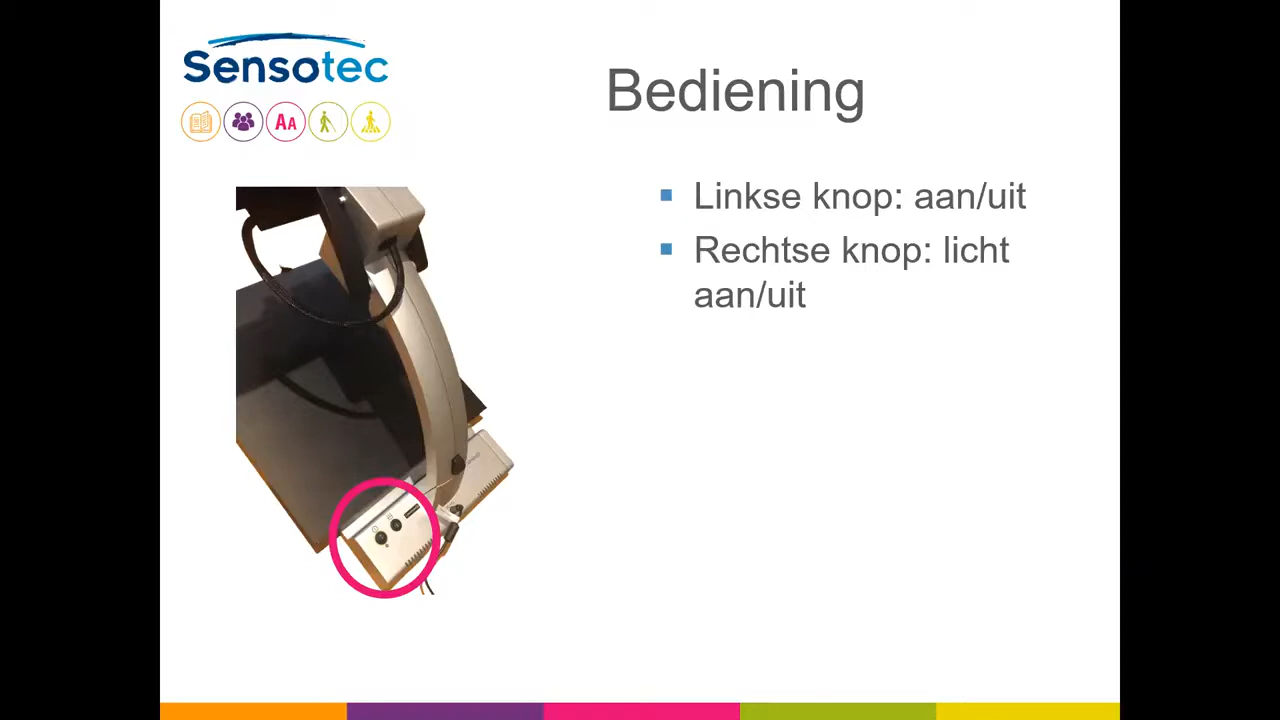 Sensotec
AA
Bediening
Linkse knop: aan/uit
Rechtse knop: licht
aan/uit